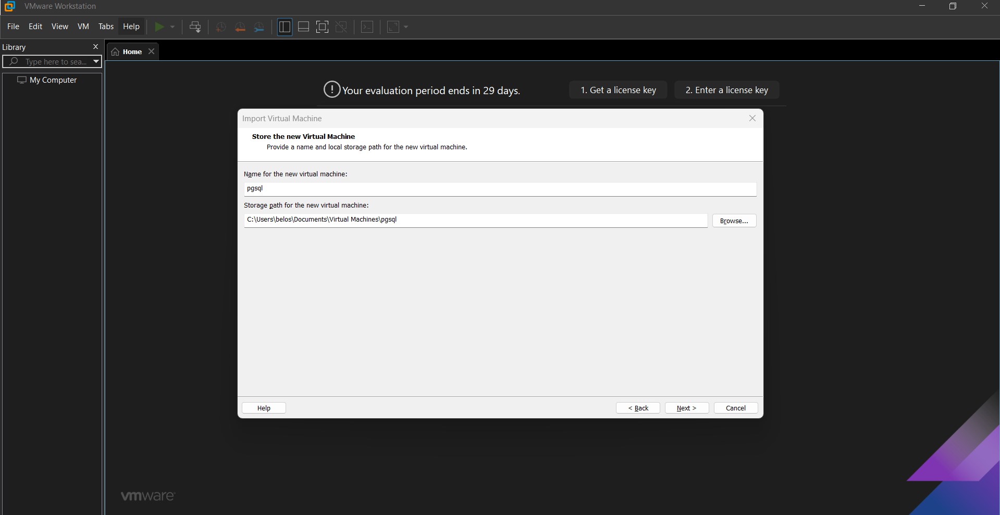 VMware Workstation
File Edit View VM Tabs Help
Library
Type here to sea...
My Computer
Home
Your evaluation period ends in 29 days.
1. Get a license key
2. Enter a license key
Import Virtual Machine
Store the new Virtual Machine
Provide a name and local storage path for the new virtual machine.
Name for the new virtual machine:
pgsql
Storage path for the new virtual machine:
C:\Users\belos\Documents\Virtual Machines\pgsql
Browse...
Help
< Back
Next >
Cancel
vmware